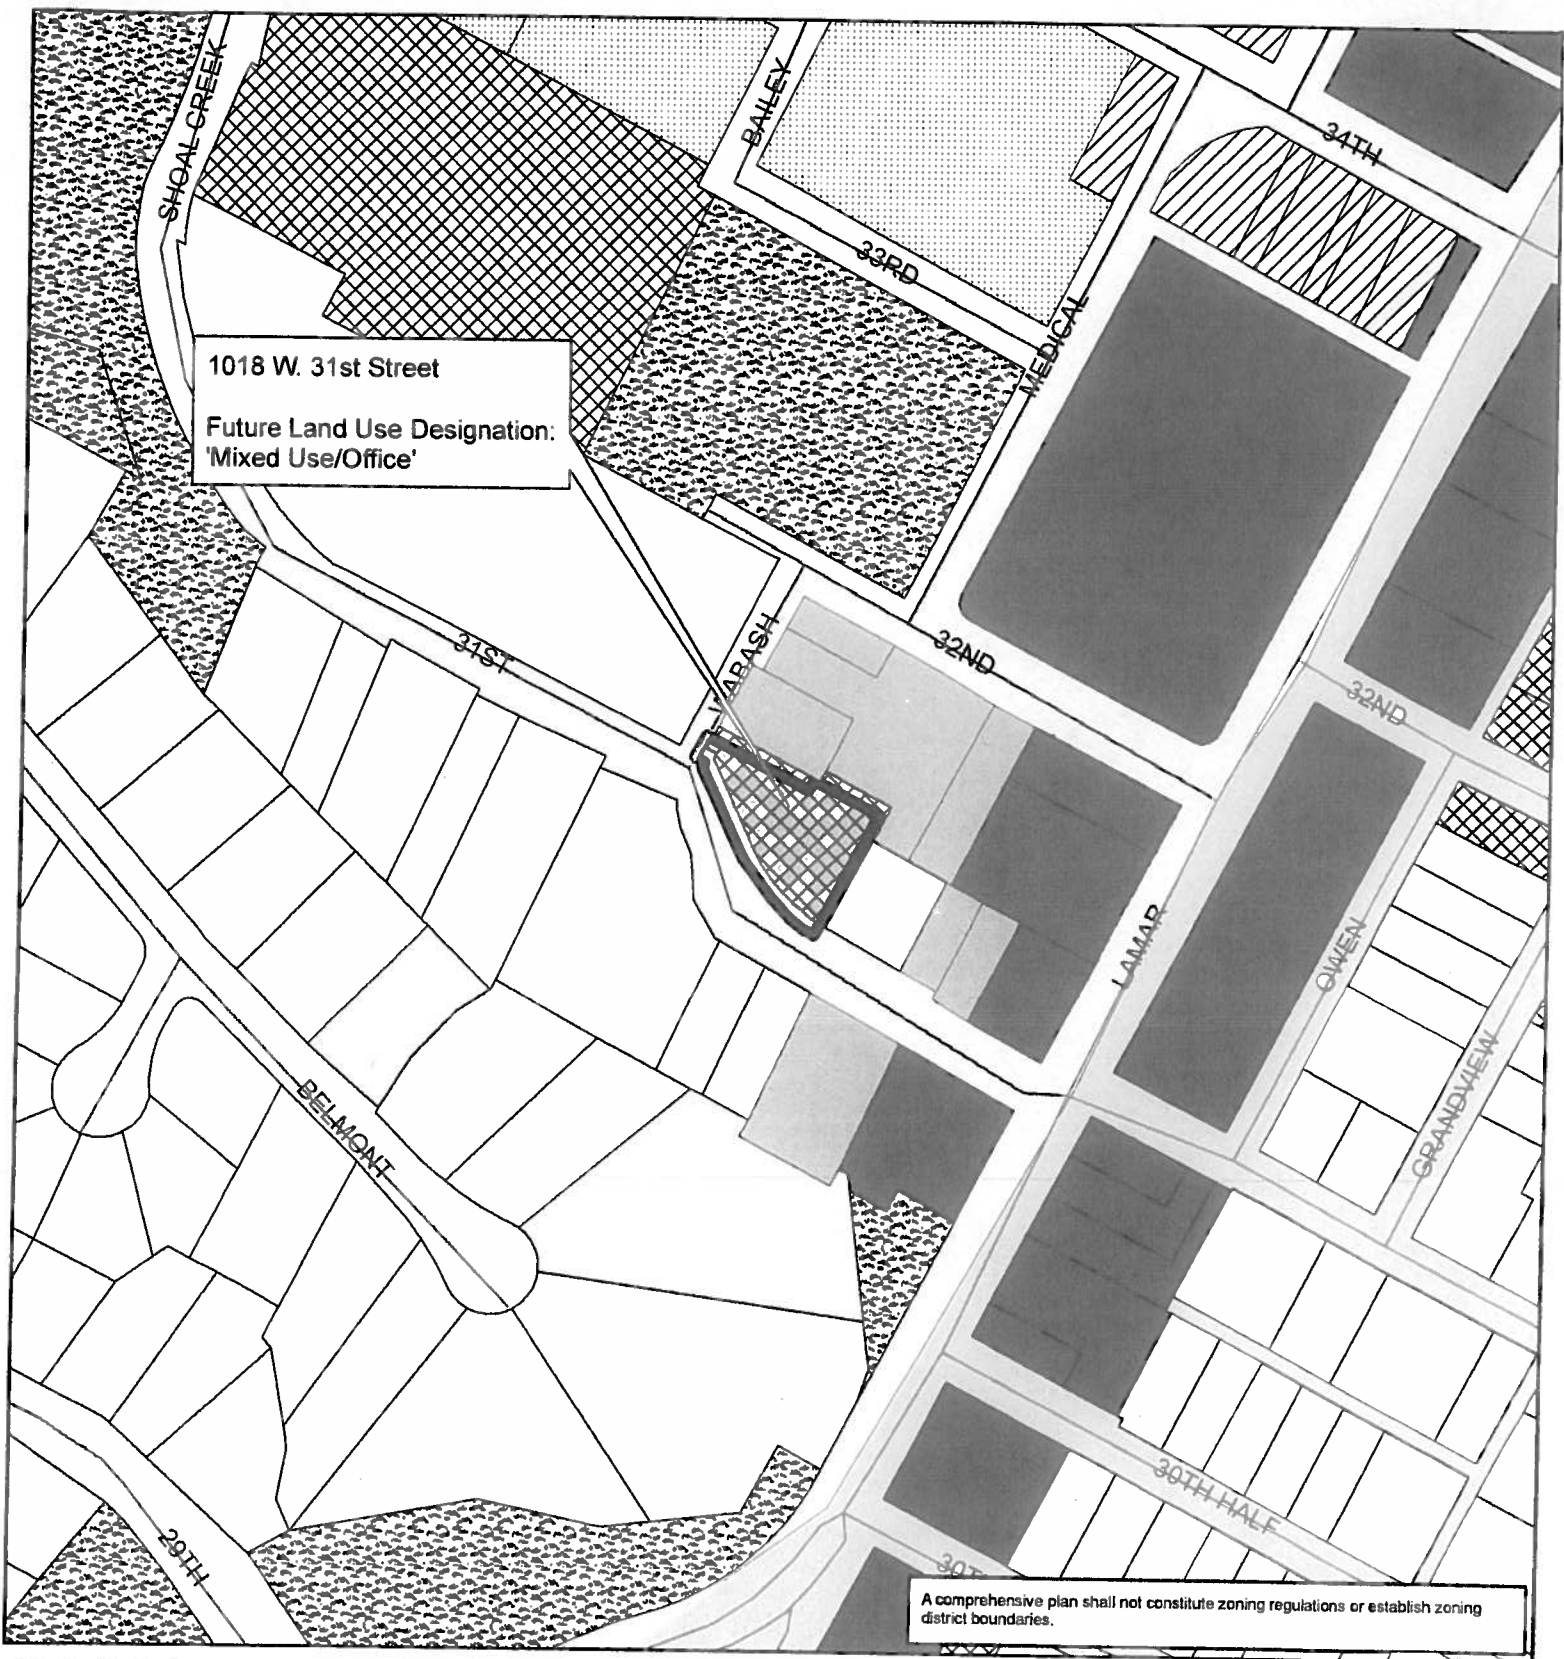 SHOAL CREEK
BAILEY
34TH
33RD
MEDICAL
1018 W. 31st Street
Future Land Use Designation:
'Mixed Use/Office'
31ST
WABASH
32ND
32ND
LAMAR
OWEN
GRANDVIEW
BELMONT
30TH HALF
29TH
A comprehensive plan shall not constitute zoning regulations or establish zoning
district boundaries.